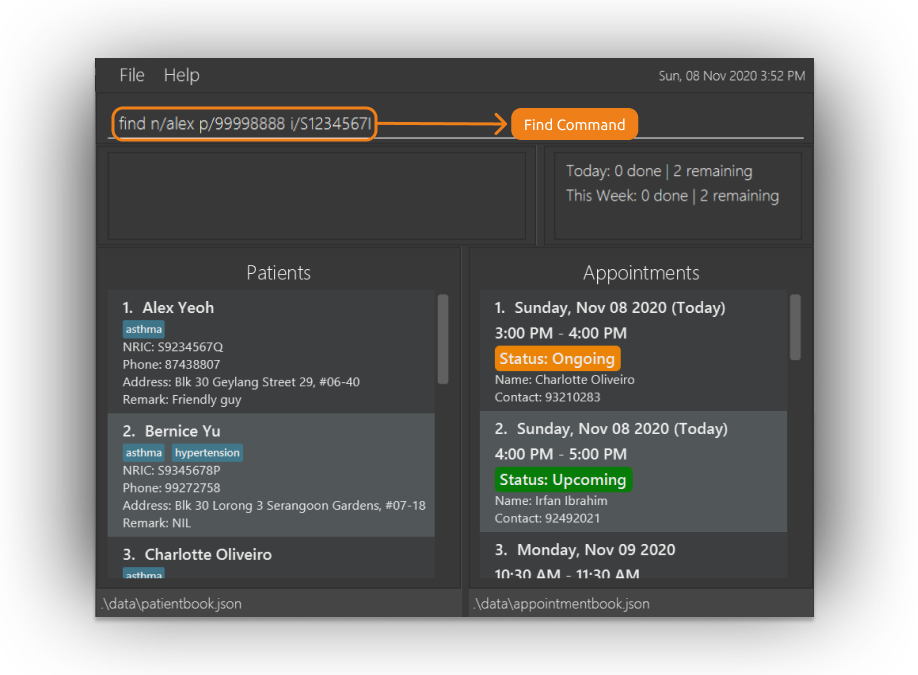 File Help
Sun, 08 Nov 2020 3:52 PM
find n/alex p/99998888 i/S1234567I
Find Command
Today: 0 done | 2 remaining
This Week: 0 done | 2 remaining
Patients
1. Alex Yeoh
asthma
NRIC: S9234567Q
Phone: 87438807
Address: Blk 30 Geylang Street 29, #06-40
Remark: Friendly guy
2. Bernice Yu
asthma hypertension
NRIC: S9345678P
Phone: 99272758
Address: Blk 30 Lorong 3 Serangoon Gardens, #07-18
Remark: NIL
3. Charlotte Oliveiro
asthma
.\data\patientbook.json
Appointments
1. Sunday, Nov 08 2020 (Today)
3:00 PM - 4:00 PM
Status: Ongoing
Name: Charlotte Oliveiro
Contact: 93210283
2. Sunday, Nov 08 2020 (Today)
4:00 PM - 5:00 PM
Status: Upcoming
Name: Irfan Ibrahim
Contact: 92492021
3. Monday, Nov 09 2020
10:30 AM - 11:30 AM
.\data\appointmentbook.json